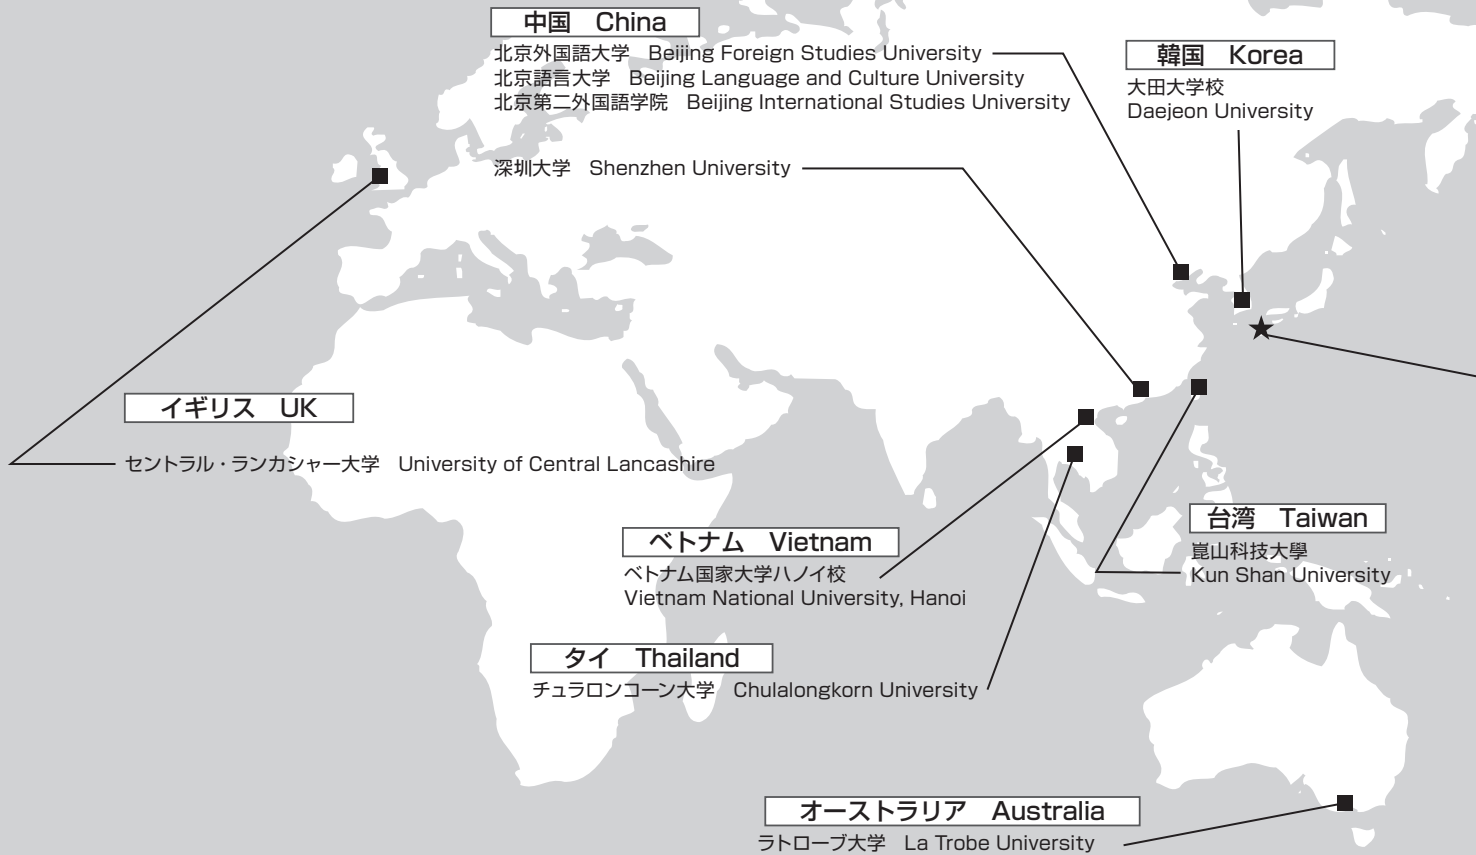 中国 China
北京外国語大学 Beijing Foreign Studies University
北京語言大学 Beijing Language and Culture University
北京第二外国語学院 Beijing International Studies University
深圳大学 Shenzhen University
韓国 Korea
大田大学校
Daejeon University
イギリス UK
セントラル・ランカシャー大学 University of Central Lancashire
ベトナム Vietnam
ベトナム国家大学ハノイ校
Vietnam National University, Hanoi
台湾 Taiwan
崑山科技大學
Kun Shan University
タイ Thailand
チュラロンコーン大学 Chulalongkorn University
オーストラリア Australia
ラトローブ大学 La Trobe University